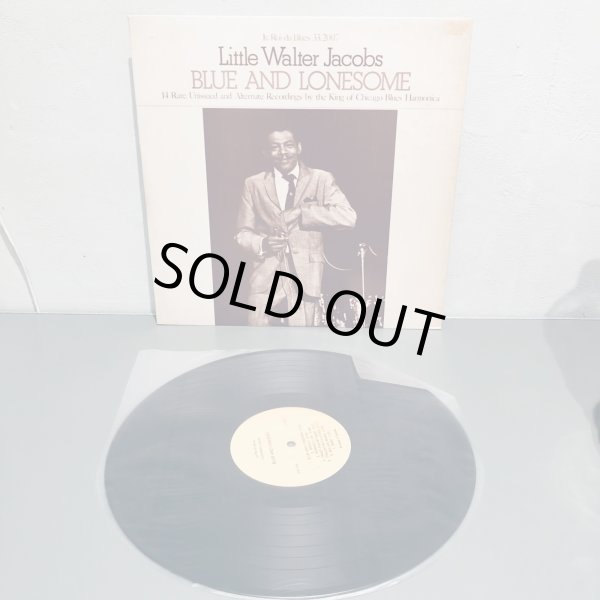 le Roi du Blues 33.2007
Little Walter Jacobs
BLUE AND LONESOME
14 Rare Unissued and Alternate Recordings by the King of Chicago Blues Harmonica
SOLD OUT